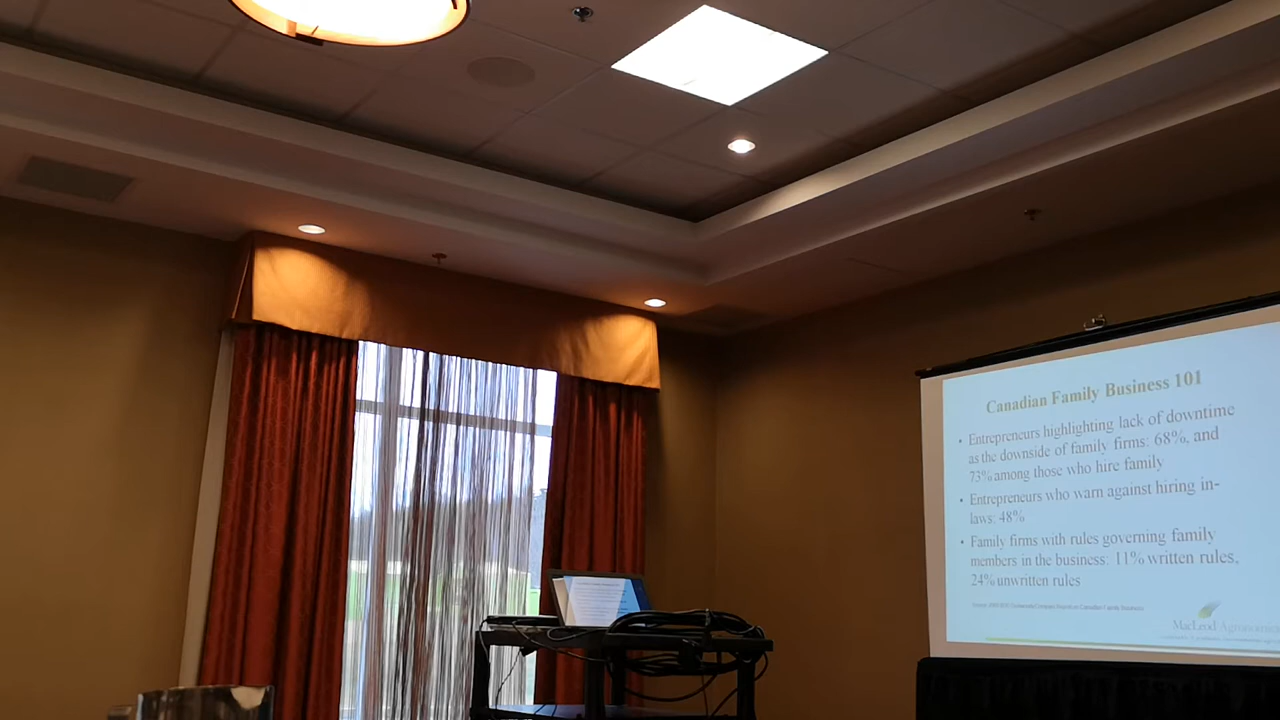 Canadian Family Business 101
• Entrepreneurs highlighting lack of downtime
as the downside of family firms: 68%, and
73% among those who hire family
• Entrepreneurs who warn against hiring in-
laws: 48%
• Family firms with rules governing family
members in the business: 11% written rules,
24% unwritten rules
MacLeod Agronomics